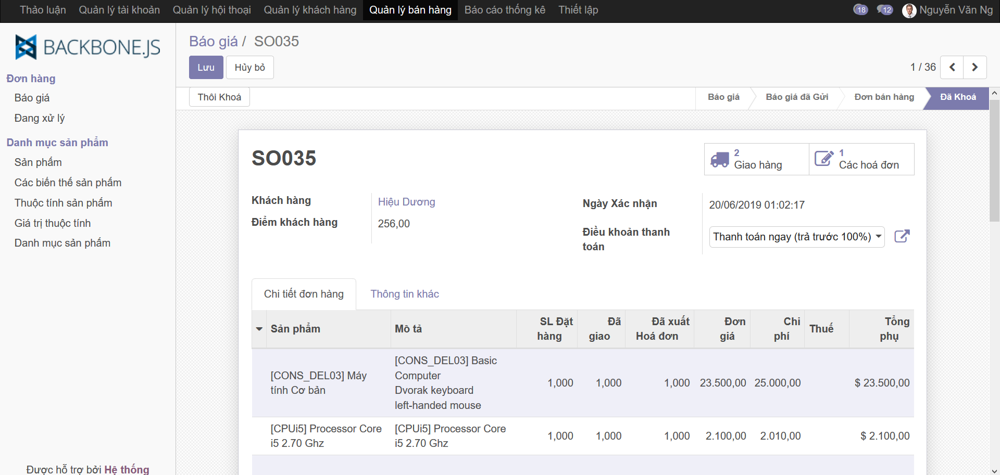 Thảo luận Quản lý tài khoản Quản lý hội thoại Quản lý khách hàng Quản lý bán hàng Báo cáo thống kê Thiết lập 18 12 Nguyễn Văn Ng
BACKBONE.JS
Đơn hàng
Báo giá
Đang xử lý
Danh mục sản phẩm
Sản phẩm
Các biến thể sản phẩm
Thuộc tính sản phẩm
Giá trị thuộc tính
Danh mục sản phẩm
Được hỗ trợ bởi Hệ thống
Báo giá / SO035
Lưu Hủy bỏ
1 / 36
Thôi Khoá
Báo giá Báo giá đã Gửi Đơn bán hàng Đã Khoá
SO035
2
Giao hàng
1
Các hoá đơn
Khách hàng Hiệu Dương
Điểm khách hàng 256,00
Ngày Xác nhận 20/06/2019 01:02:17
Điều khoản thanh
toán
Thanh toán ngay (trả trước 100%)
Chi tiết đơn hàng Thông tin khác
Sản phẩm Mô tả SL Đặt
hàng
Đã
giao
Đã xuất
Hoá đơn
Đơn
giá
Chi
phí
Thuế
Tổng
phụ
[CONS_DEL03] Máy
tính Cơ bản
[CONS_DEL03] Basic
Computer
Dvorak keyboard
left-handed mouse
1,000 1,000 1,000 23.500,00 25.000,00 $ 23.500,00
[CPUi5] Processor Core
i5 2.70 Ghz
[CPUi5] Processor Core
i5 2.70 Ghz
1,000 1,000 1,000 2.100,00 2.010,00 $ 2.100,00